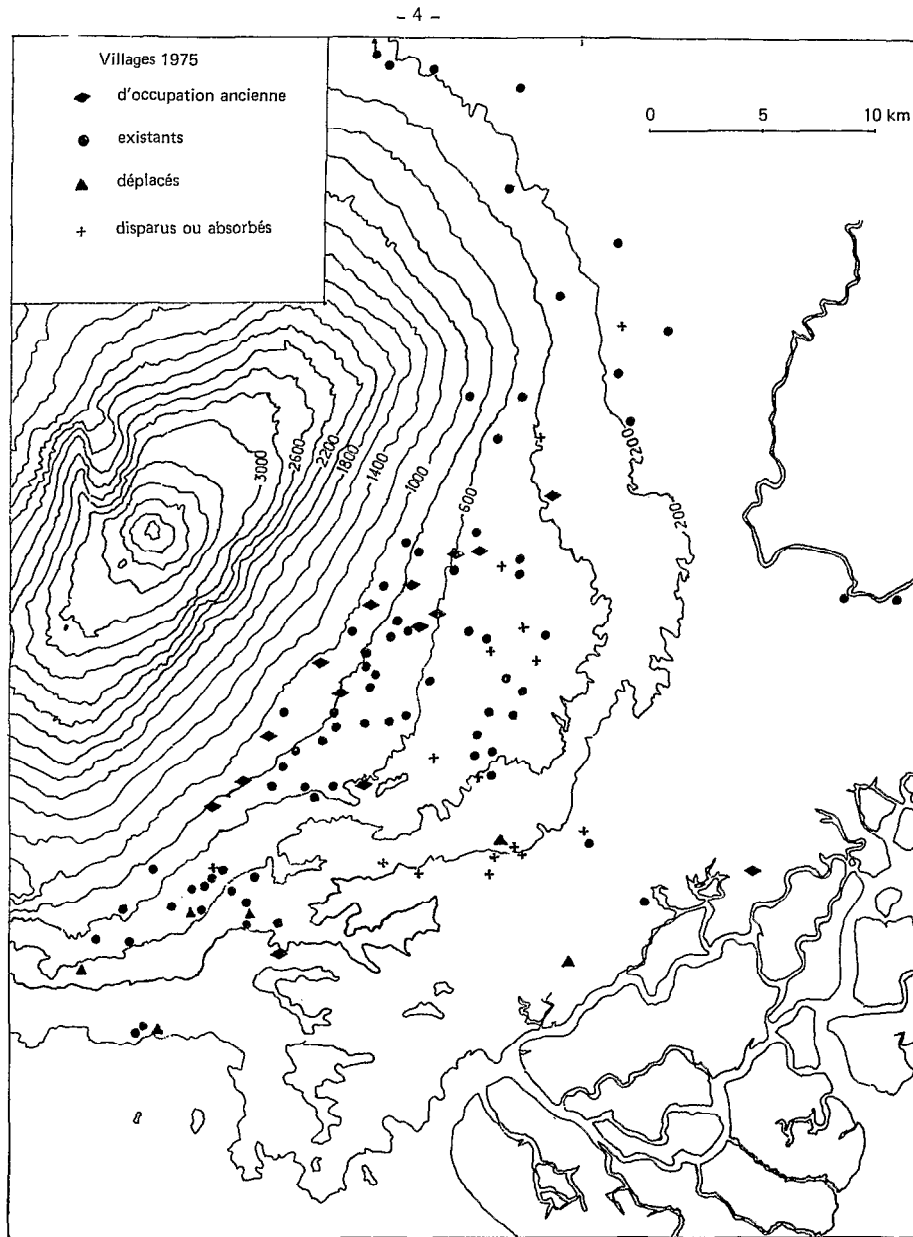 - 4 -
Villages 1975
d'occupation ancienne
existants
déplacés
disparus ou absorbés
0 5 10 km
3000
2600
2200
1800
1400
1000
600
200
200